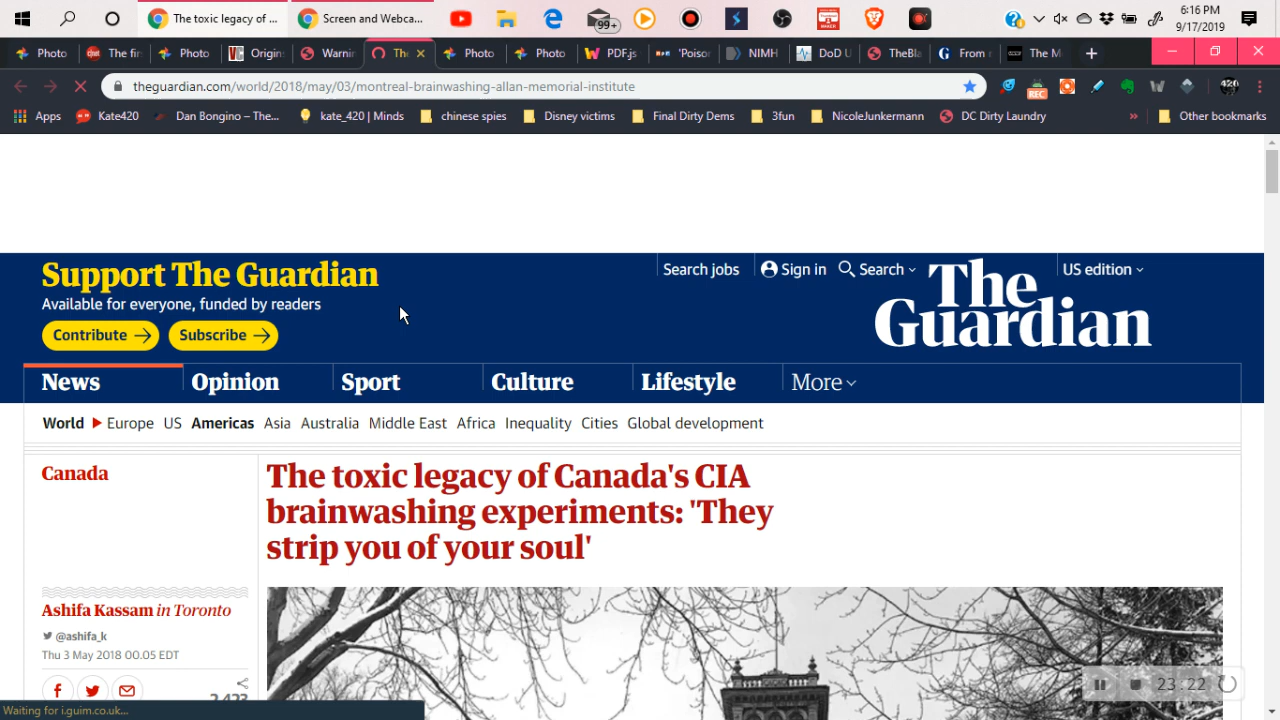 The toxic legacy of ...
Screen and Webca...
99+
6:16 PM
9/17/2019
Photo
The fir
Photo
Origin
Warnin
The
Photo
Photo
PDF.js
'Poiso
NIMH
DoD U
TheBla
From
The M
theguardian.com/world/2018/may/03/montreal-brainwashing-allan-memorial-institute
REC
420
Apps
Kate420
Dan Bongino – The...
kate_420 | Minds
chinese spies
Disney victims
Final Dirty Dems
3fun
NicoleJunkermann
DC Dirty Laundry
»
Other bookmarks
Support The Guardian
Available for everyone, funded by readers
Contribute
Subscribe
Search jobs
Sign in
Search
US edition
The Guardian
News
Opinion
Sport
Culture
Lifestyle
More
World
Europe
US
Americas
Asia
Australia
Middle East
Africa
Inequality
Cities
Global development
Canada
The toxic legacy of Canada's CIA
brainwashing experiments: 'They
strip you of your soul'
Ashifa Kassam in Toronto
@ashifa_k
Thu 3 May 2018 00.05 EDT
2,423
23:22
Waiting for i.guim.co.uk...